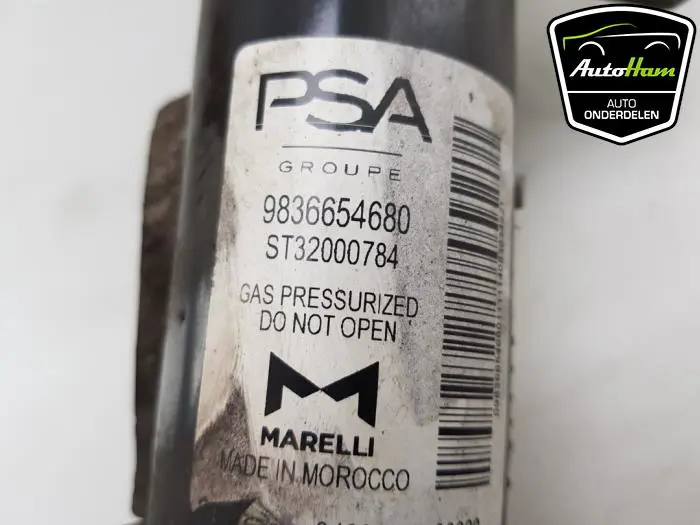 PSA
GROUPE
9836654680
ST32000784
GAS PRESSURIZED
DO NOT OPEN
MARELLI
MADE IN MOROCCO
AUTOHAM
AUTO
ONDERDELEN